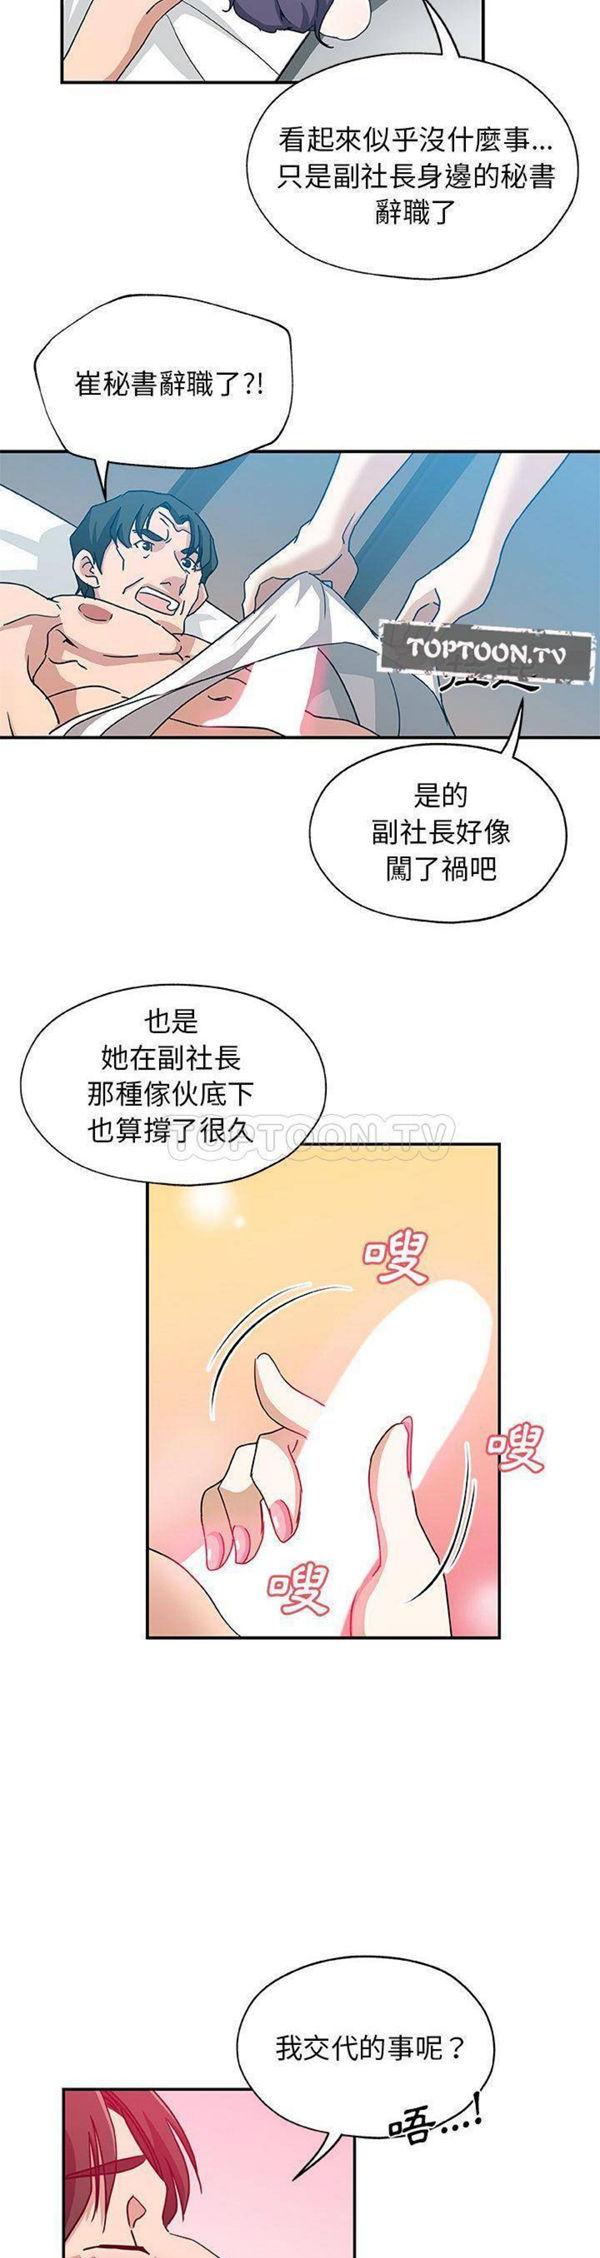 看起來似乎沒什麼事...
只是副社長身邊的秘書
辭職了
崔秘書辭職了?!
TOPTOON.TV
是的
副社長好像
闖了禍吧
也是
她在副社長
那種傢伙底下
也算撐了很久
TOPTOON.TV
嗖
嗖
嗖
TOPTOON.TV
我交代的事呢？
唔...!